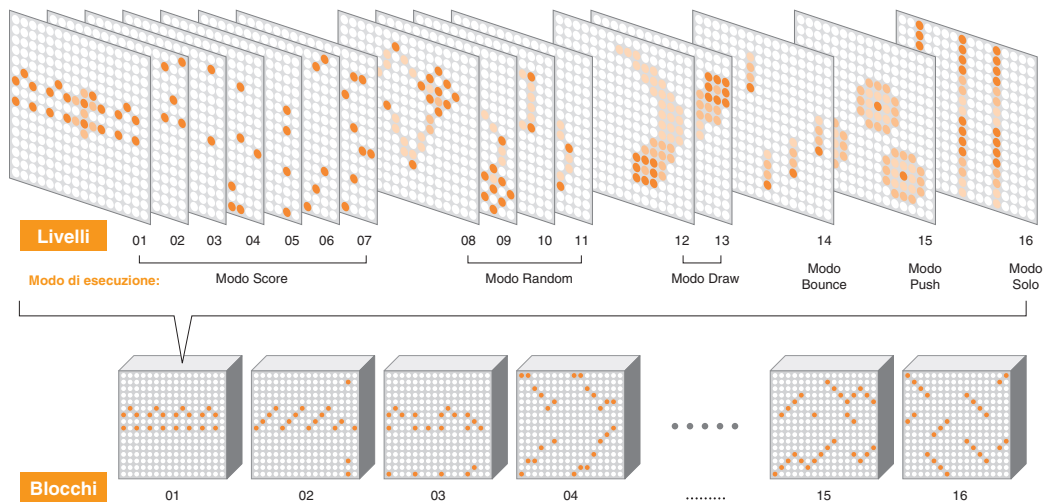 Livelli
01 02 03 04 05 06 07 08 09 10 11 12 13 14 15 16
Modo di esecuzione:
Modo Score
Modo Random
Modo Draw
Modo
Bounce
Modo
Push
Modo
Solo
Blocchi
01 02 03 04 ......... 15 16